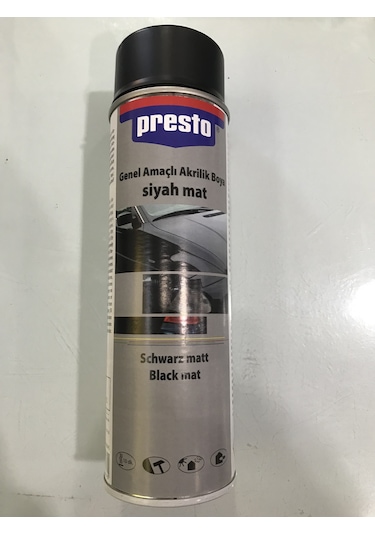 presto
Genel Amaçlı Akrilik Boya
siyah mat
Schwarz matt
Black mat